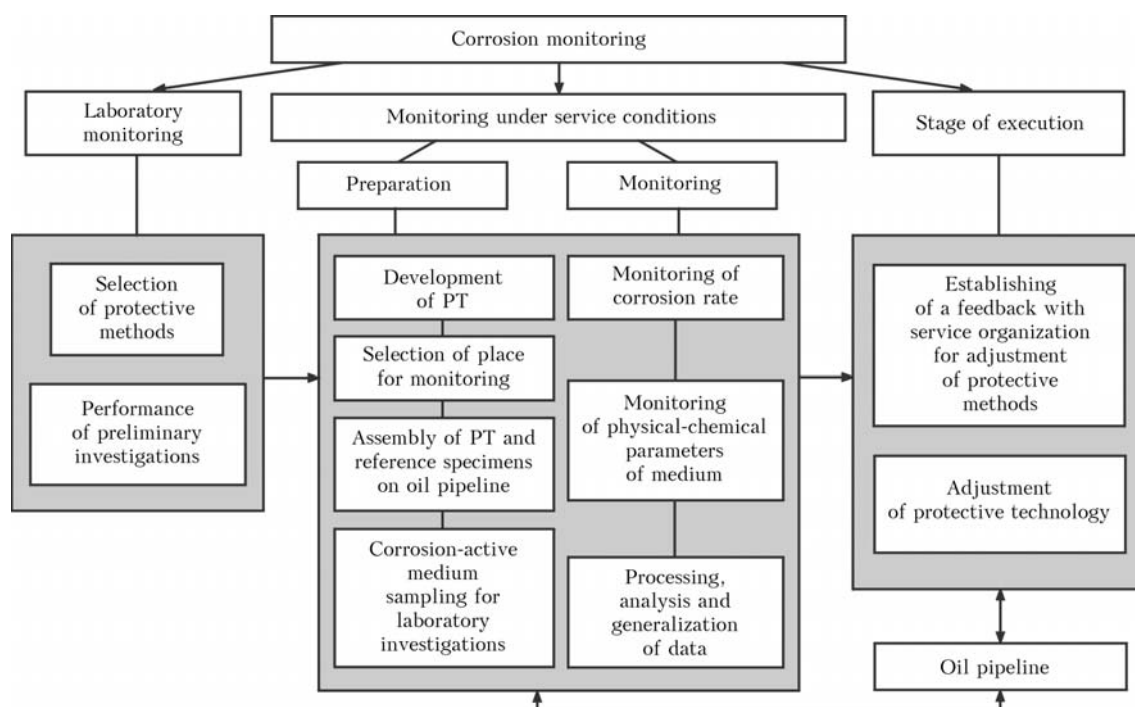 Corrosion monitoring
Laboratory
monitoring
Monitoring under service conditions
Stage of execution
Preparation
Monitoring
Selection
of protective
methods
Performance
of preliminary
investigations
Development
of PT
Selection of place
for monitoring
Assembly of PT and
reference specimens
on oil pipeline
Corrosion-active
medium
sampling for
laboratory
investigations
Monitoring of
corrosion rate
Monitoring
of physical-chemical
parameters
of medium
Processing,
analysis and
generalization
of data
Establishing
of a feedback with
service organization
for adjustment
of protective
methods
Adjustment
of protective technology
Oil pipeline